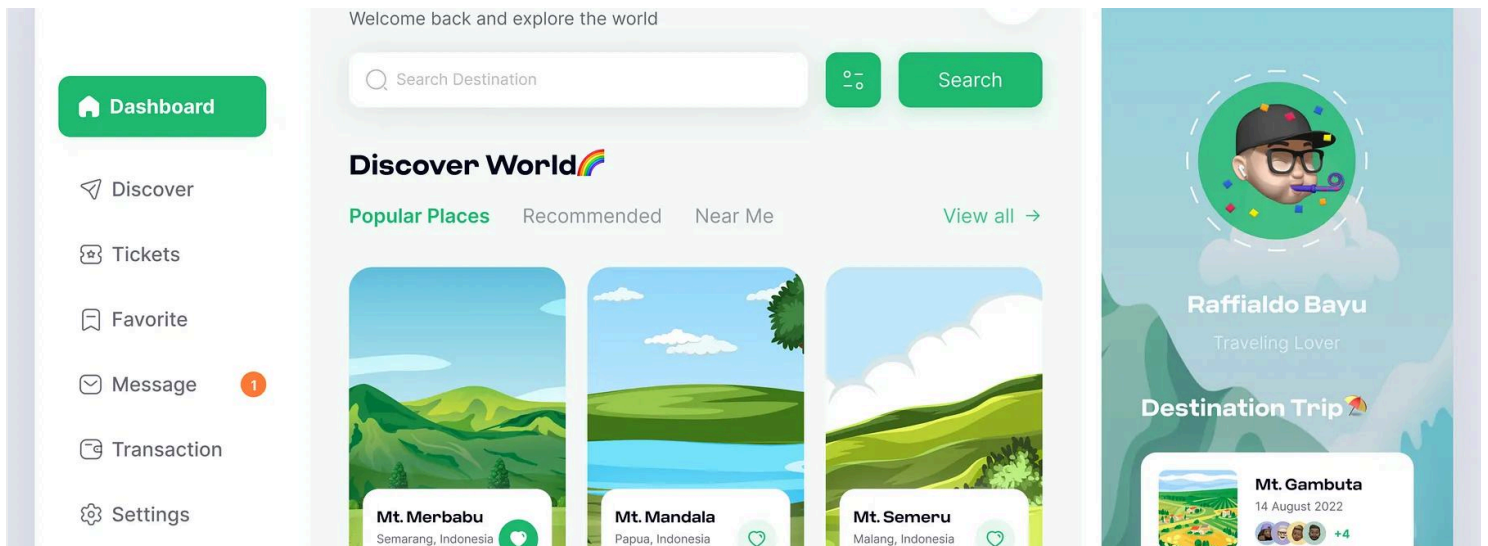 Welcome back and explore the world
Search Destination
Search
Dashboard
Discover
Tickets
Favorite
Message
1
Transaction
Settings
Discover World
Popular Places
Recommended
Near Me
View all →
Mt. Merbabu
Semarang, Indonesia
Mt. Mandala
Papua, Indonesia
Mt. Semeru
Malang, Indonesia
Raffialdo Bayu
Traveling Lover
Destination Trip
Mt. Gambuta
14 August 2022
+4